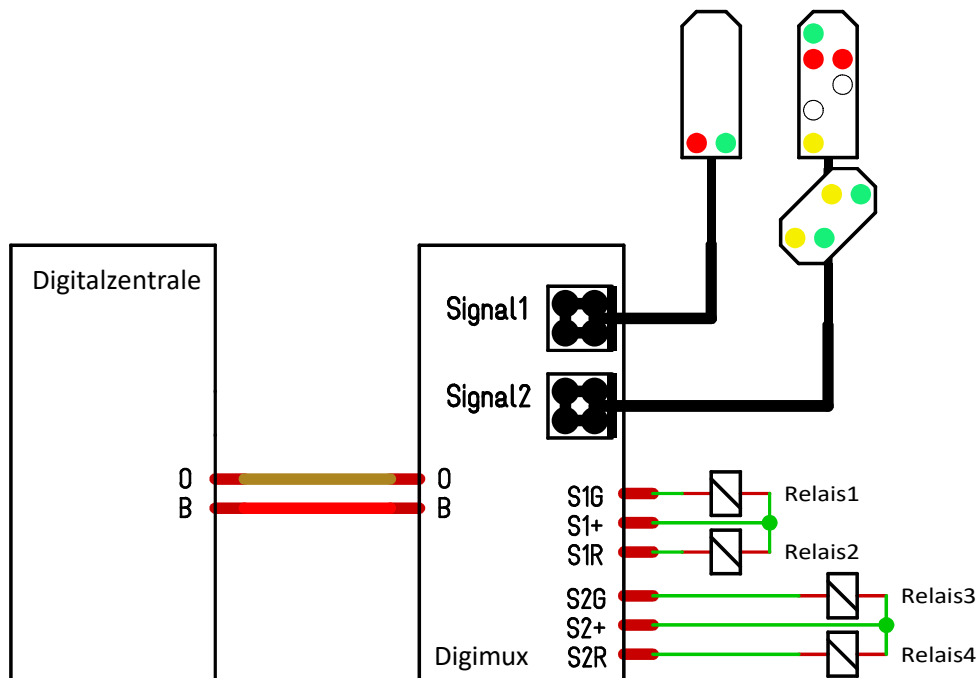 Digitalzentrale
Signal1
Signal2
0 0
B B
S1G Relais1
S1+
S1R Relais2
S2G Relais3
S2+
Digimux S2R Relais4